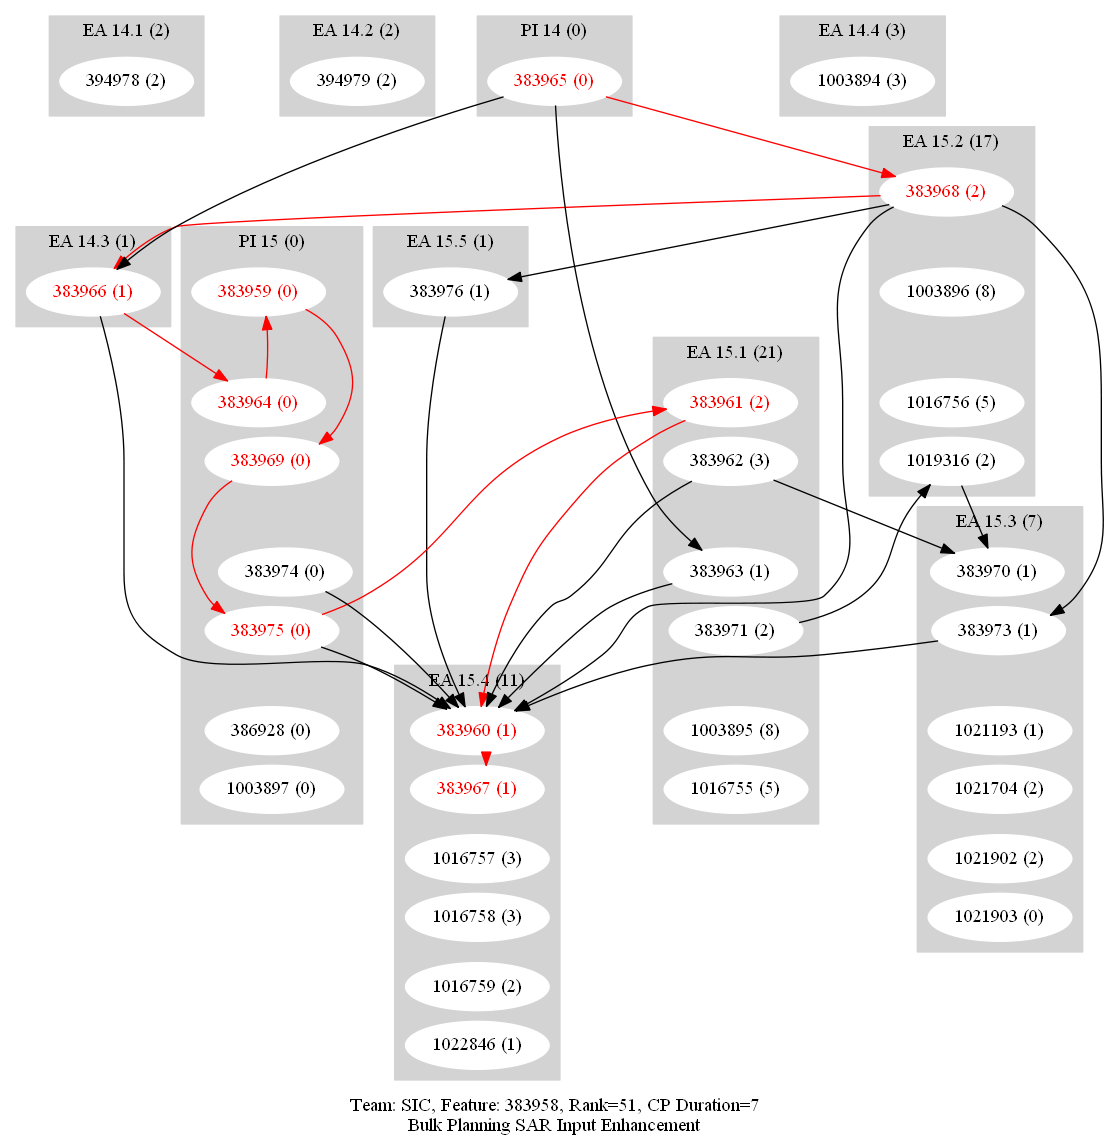 EA 14.1 (2)
394978 (2)
EA 14.2 (2)
394979 (2)
PI 14 (0)
383965 (0)
EA 14.4 (3)
1003894 (3)
EA 15.2 (17)
383968 (2)
1003896 (8)
1016756 (5)
1019316 (2)
EA 14.3 (1)
383966 (1)
PI 15 (0)
383959 (0)
383964 (0)
383969 (0)
383974 (0)
383975 (0)
386928 (0)
1003897 (0)
EA 15.5 (1)
383976 (1)
EA 15.1 (21)
383961 (2)
383962 (3)
383963 (1)
383971 (2)
1003895 (8)
1016755 (5)
EA 15.3 (7)
383970 (1)
383973 (1)
1021193 (1)
1021704 (2)
1021902 (2)
1021903 (0)
EA 15.4 (11)
383960 (1)
383967 (1)
1016757 (3)
1016758 (3)
1016759 (2)
1022846 (1)
Team: SIC, Feature: 383958, Rank=51, CP Duration=7
Bulk Planning SAR Input Enhancement